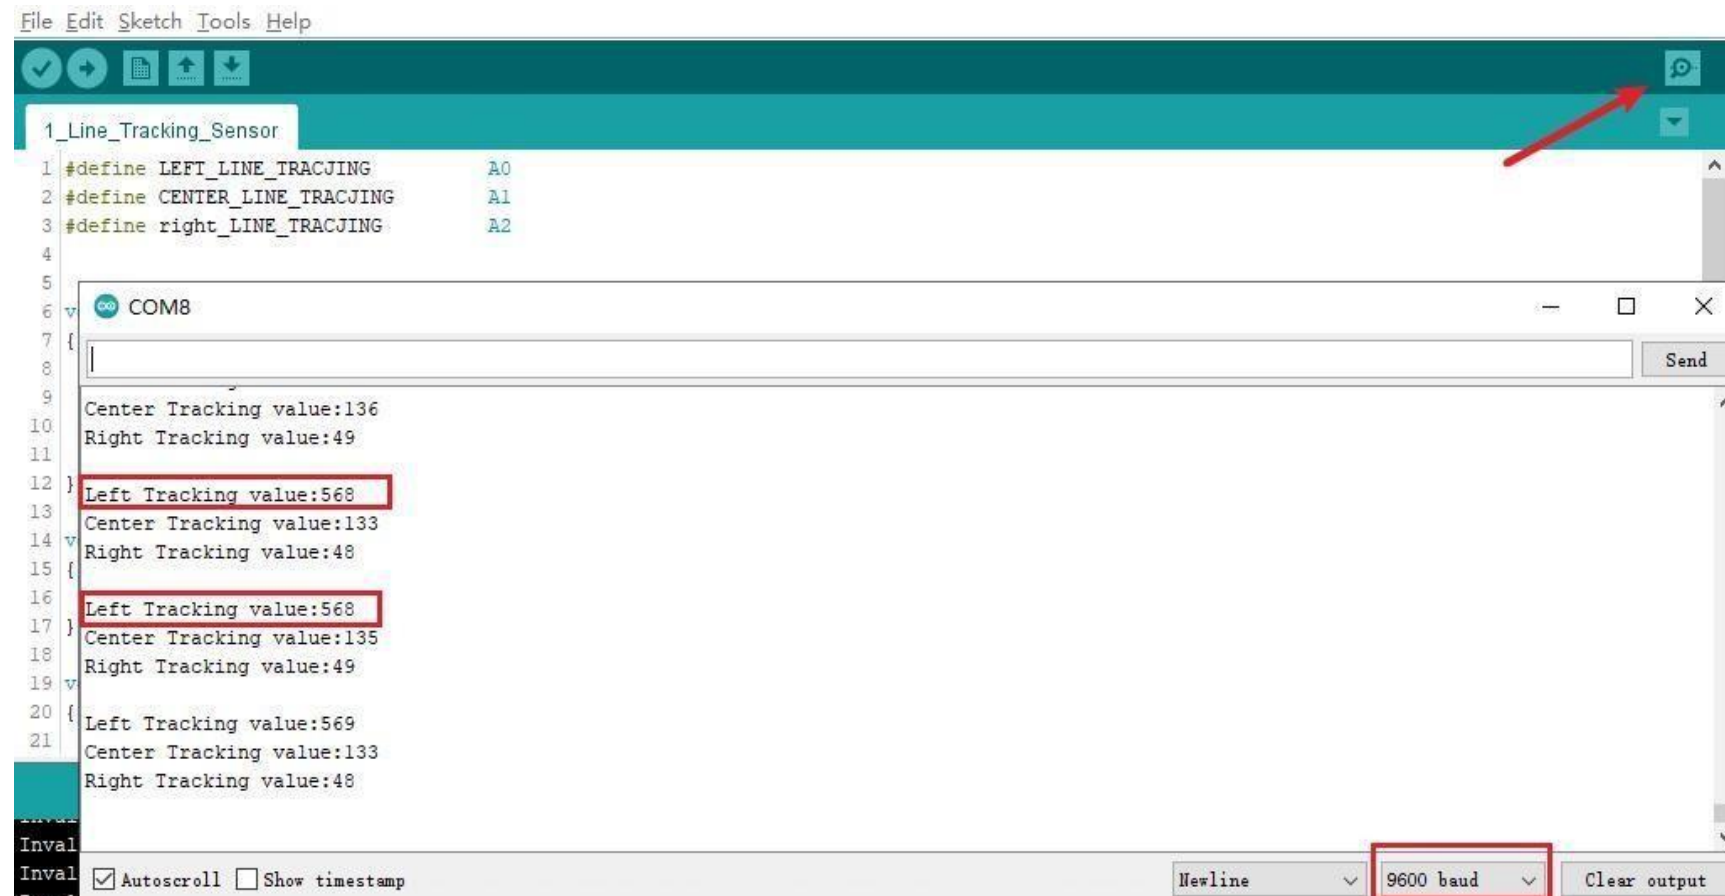 File Edit Sketch Tools Help
1_Line_Tracking_Sensor
1 #define LEFT_LINE_TRACJING A0
2 #define CENTER_LINE_TRACJING A1
3 #define right_LINE_TRACJING A2
4
5
6 v
7 {
8
9
10
11
12 }
13
14 v
15 {
16
17 }
18
19 v
20 {
21
COM8
Send
Center Tracking value:136
Right Tracking value:49
Left Tracking value:568
Center Tracking value:133
Right Tracking value:48
Left Tracking value:568
Center Tracking value:135
Right Tracking value:49
Left Tracking value:569
Center Tracking value:133
Right Tracking value:48
Inval
Inval
Autoscroll Show timestamp Newline 9600 baud Clear output